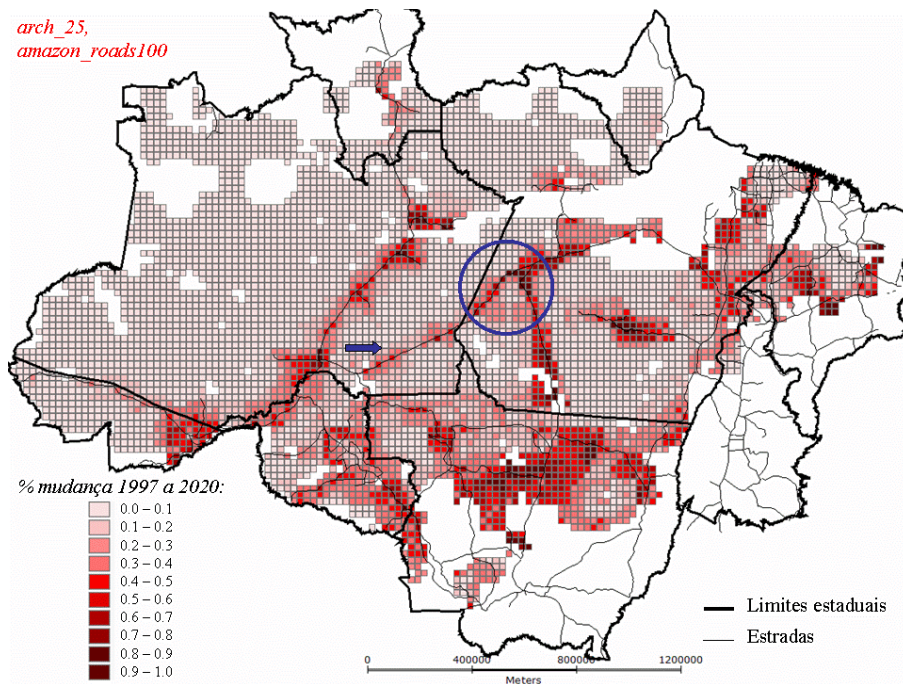 arch_25,
amazon_roads100
% mudança 1997 a 2020:
0.0 – 0.1
0.1 – 0.2
0.2 – 0.3
0.3 – 0.4
0.4 – 0.5
0.5 – 0.6
0.6 – 0.7
0.7 – 0.8
0.8 – 0.9
0.9 – 1.0
Limites estaduais
Estradas
0 400000 800000 1200000
Meters